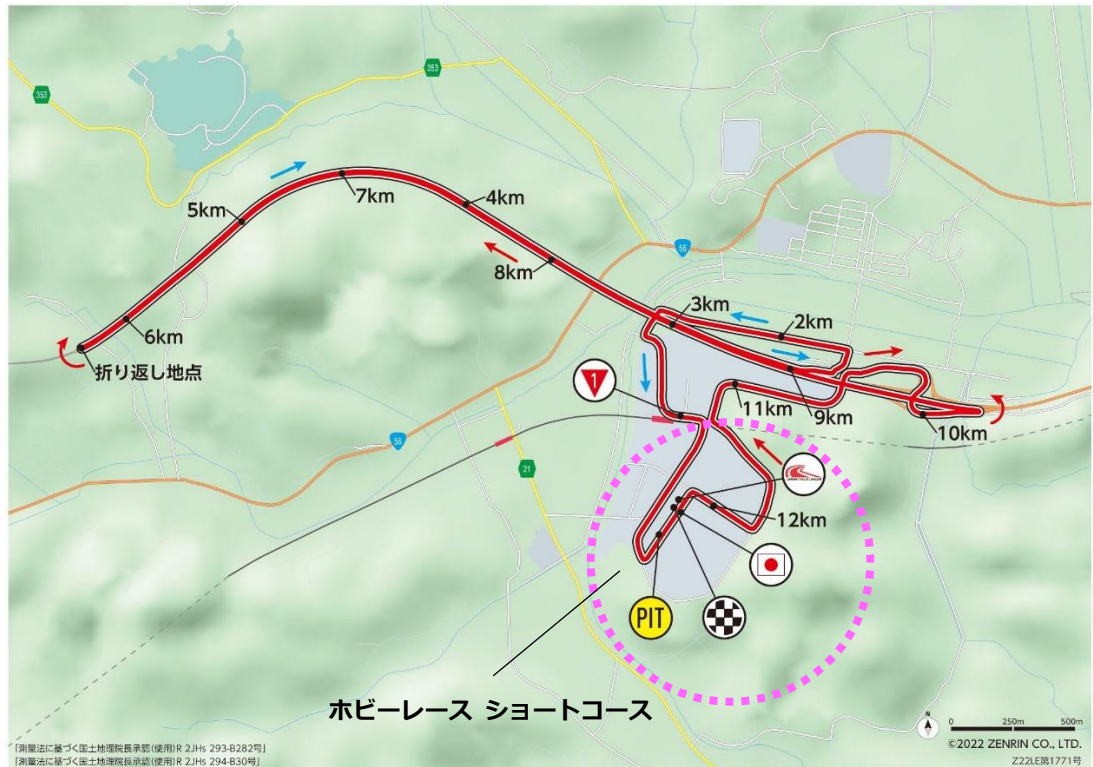 353
353
7km
5km
4km
8km
56
3km
2km
6km
折り返し地点
1
11km
9km
10km
56
21
12km
PIT
ホビーレース ショートコース
N
0 250m 500m
©2022 ZENRIN CO., LTD.
「測量法に基づく国土地理院長承認(使用)R 2JHs 293-B282号」
「測量法に基づく国土地理院長承認(使用)R 2JHs 294-B30号」
Z22LE第1771号